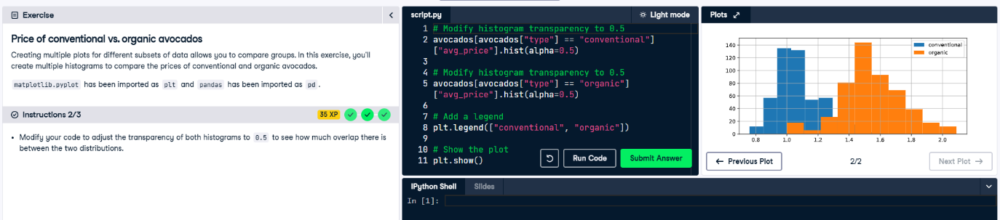 Exercise
Price of conventional vs. organic avocados
Creating multiple plots for different subsets of data allows you to compare groups. In this exercise, you'll
create multiple histograms to compare the prices of conventional and organic avocados.
matplotlib.pyplot has been imported as plt and pandas has been imported as pd.
Instructions 2/3
35 XP
Modify your code to adjust the transparency of both histograms to 0.5 to see how much overlap there is
between the two distributions.
script.py
Light mode
1 # Modify histogram transparency to 0.5
2 avocados[avocados["type"] == "conventional"]
["avg_price"].hist(alpha=0.5)
3
4 # Modify histogram transparency to 0.5
5 avocados[avocados["type"] == "organic"]
["avg_price"].hist(alpha=0.5)
6
7 # Add a legend
8 plt.legend(["conventional", "organic"])
9
10 # Show the plot
11 plt.show()
Run Code
Submit Answer
IPython Shell
Slides
In [1]:
Plots
conventional
organic
140
120
100
80
60
40
20
0
0.8 1.0 1.2 1.4 1.6 1.8 2.0
← Previous Plot
2/2
Next Plot →